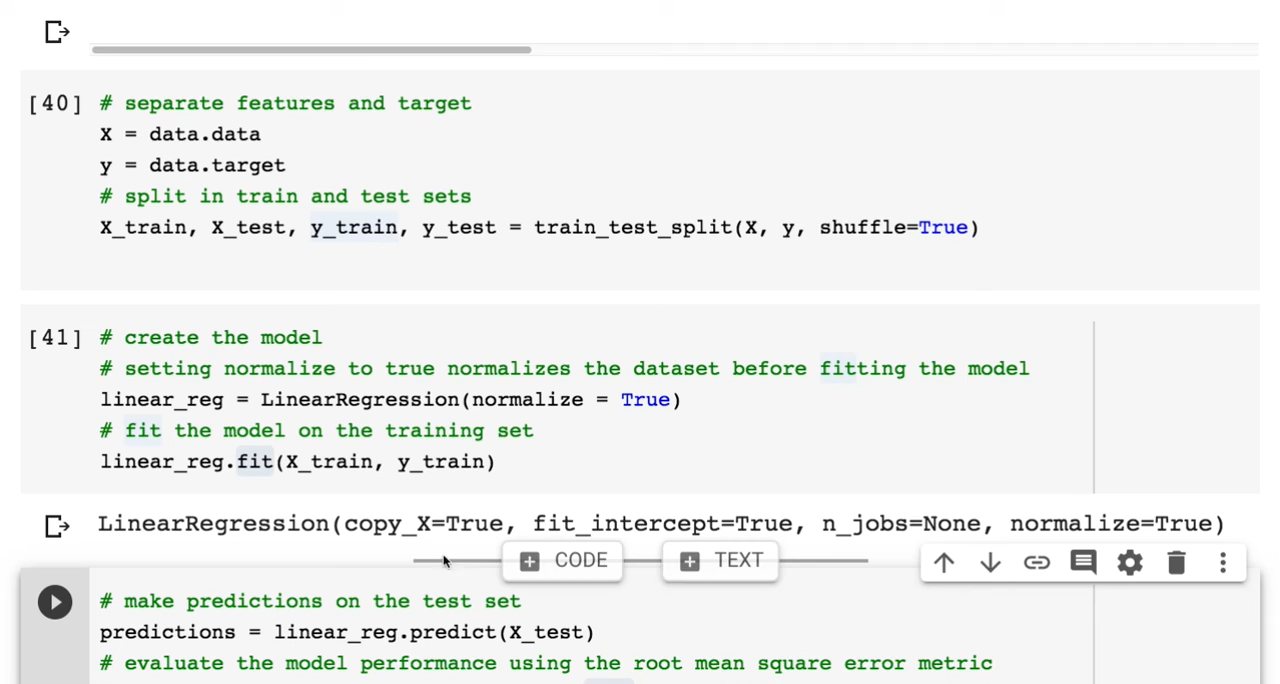 [40] # separate features and target
X = data.data
y = data.target
# split in train and test sets
X_train, X_test, y_train, y_test = train_test_split(X, y, shuffle=True)
[41] # create the model
# setting normalize to true normalizes the dataset before fitting the model
linear_reg = LinearRegression(normalize = True)
# fit the model on the training set
linear_reg.fit(X_train, y_train)
LinearRegression(copy_X=True, fit_intercept=True, n_jobs=None, normalize=True)
CODE TEXT
# make predictions on the test set
predictions = linear_reg.predict(X_test)
# evaluate the model performance using the root mean square error metric